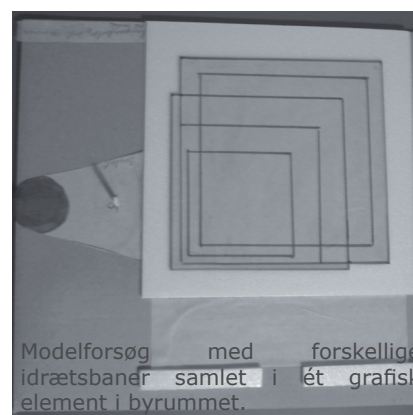 Modelforsøg med forskellige
idrætsbaner samlet i ét grafisk
element i byrummet.